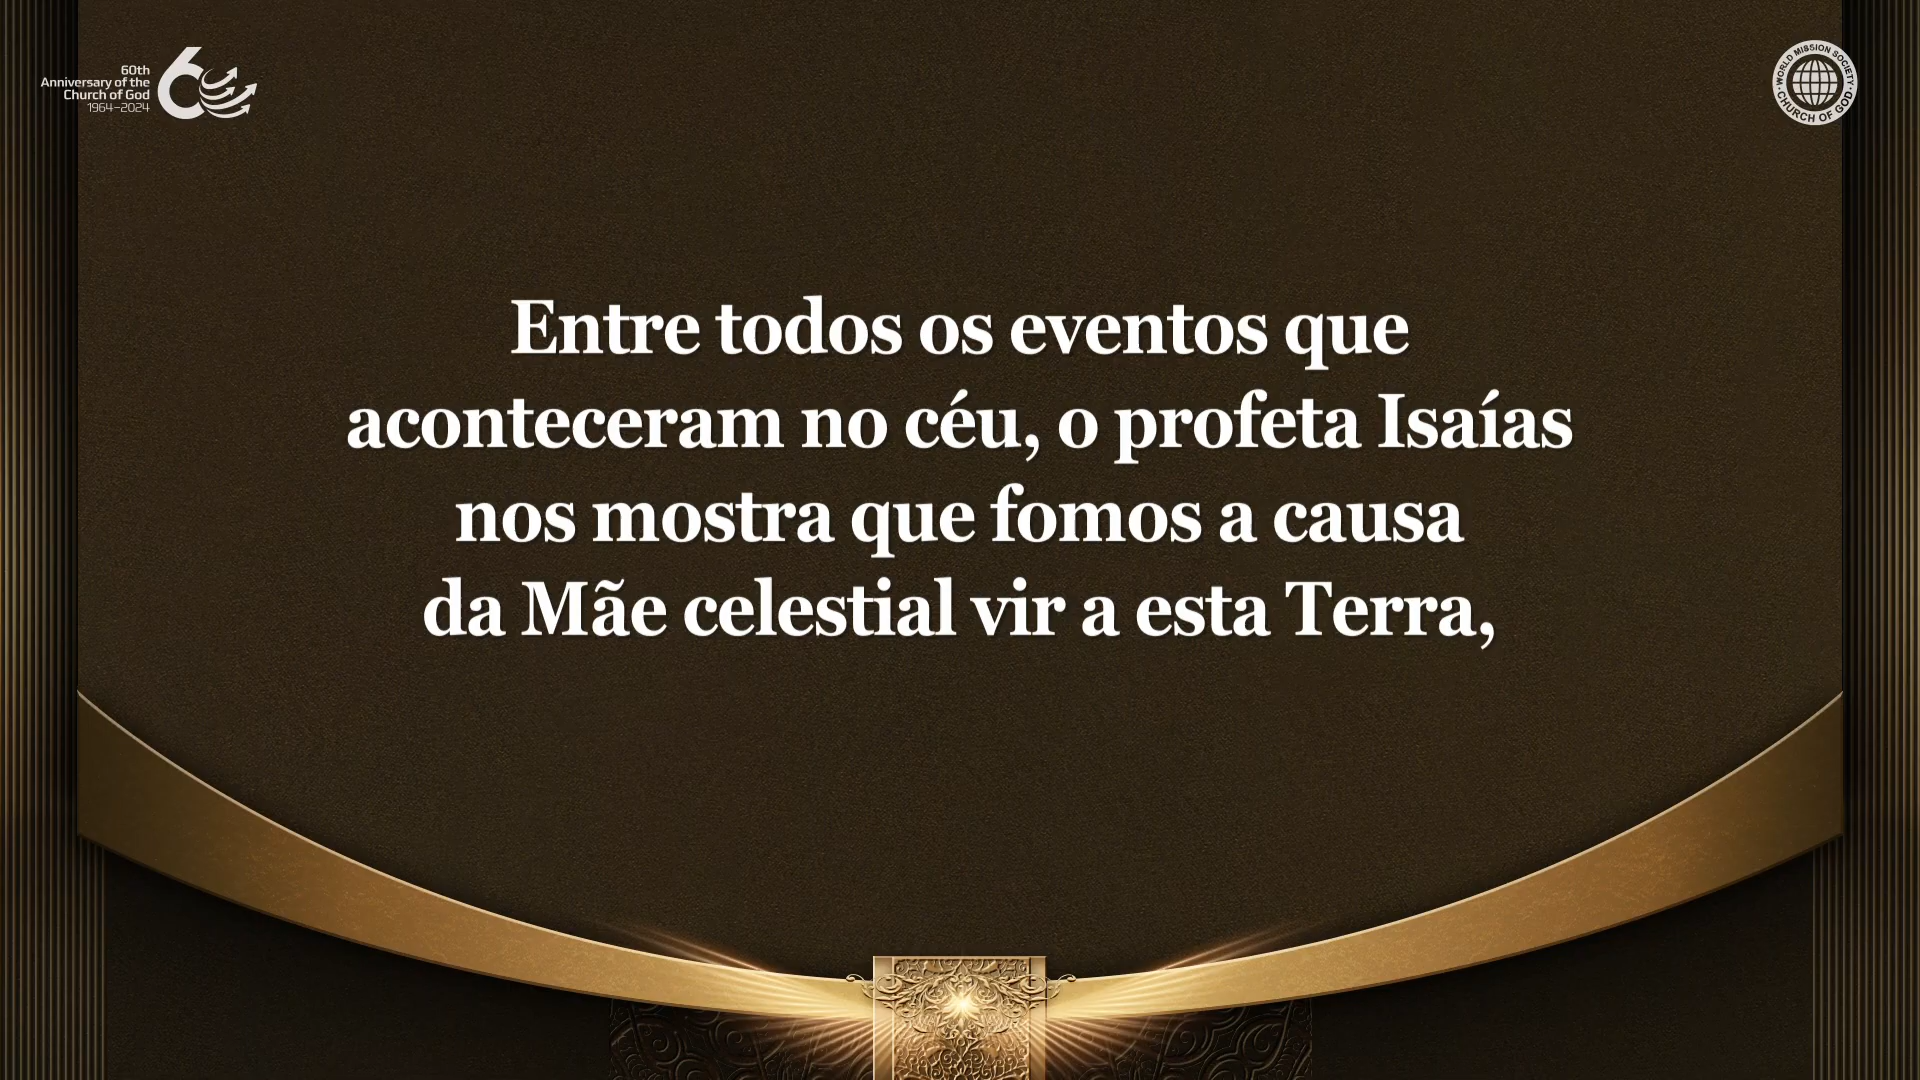 60th
Anniversary of the
Church of God
1964–2024
WORLD MISSION SOCIETY
CHURCH OF GOD
Entre todos os eventos que
aconteceram no céu, o profeta Isaías
nos mostra que fomos a causa
da Mãe celestial vir a esta Terra,